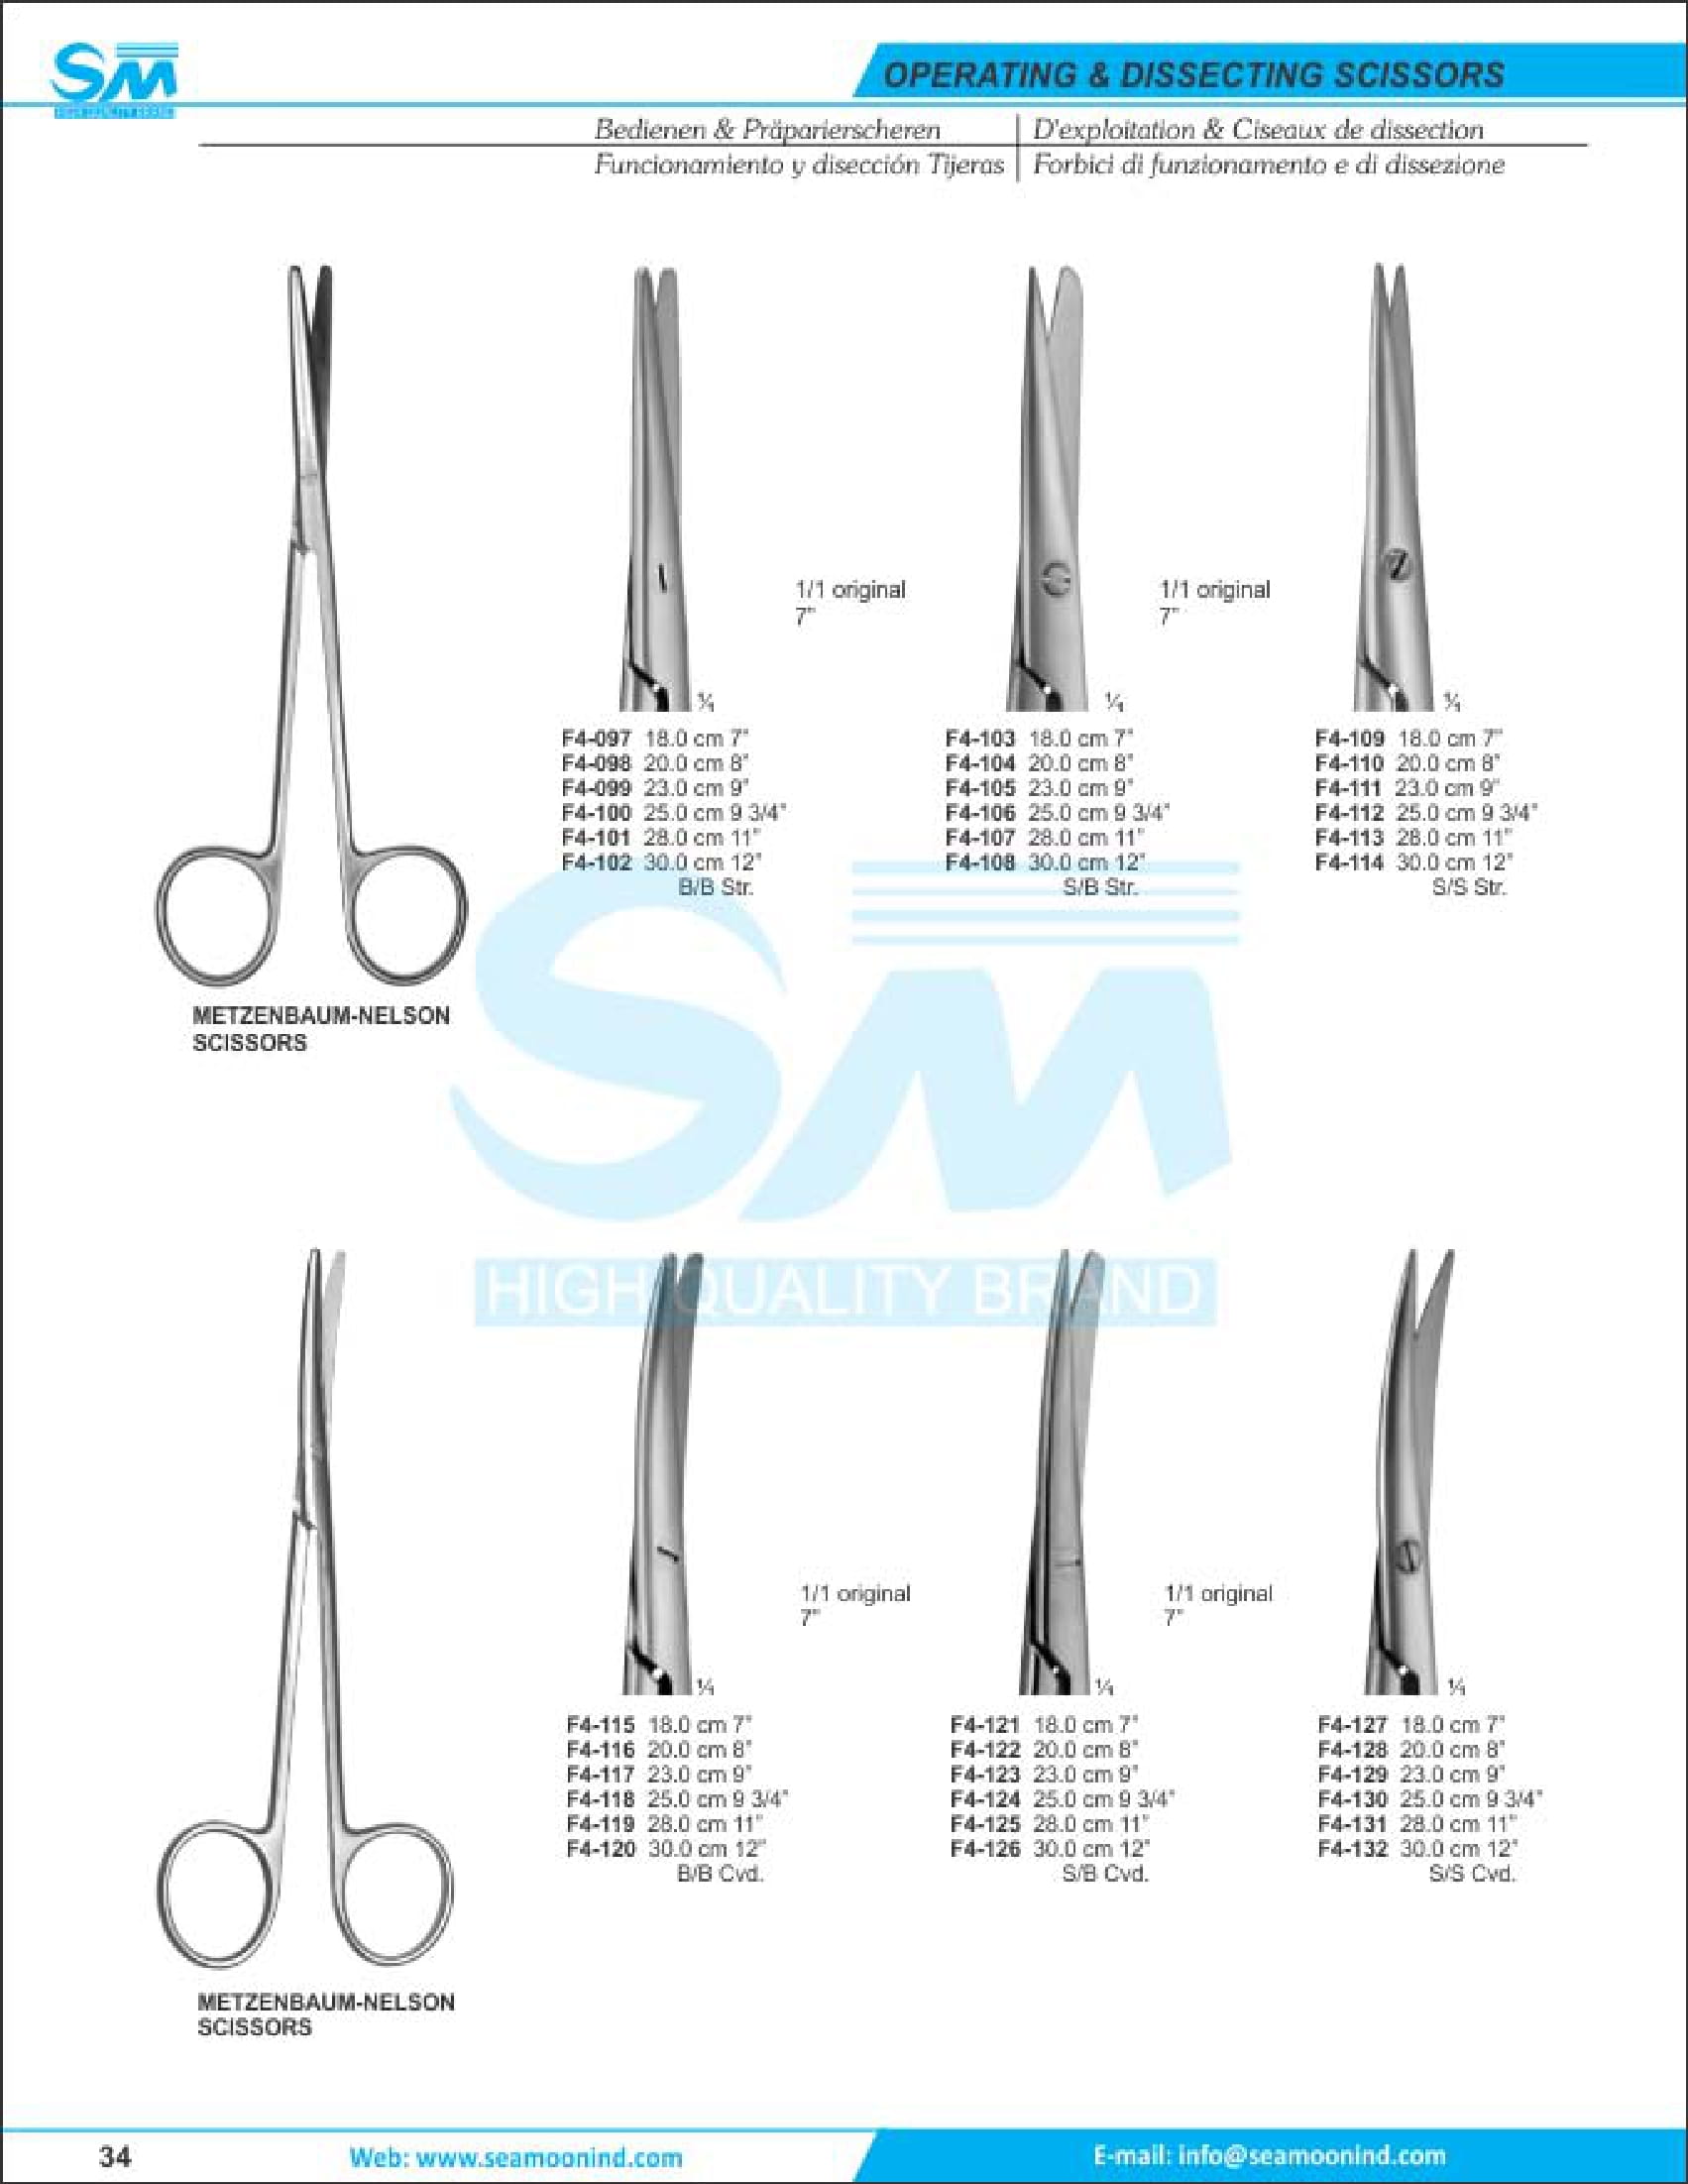 SM
OPERATING & DISSECTING SCISSORS
Bedienen & Präparierscheren
D'exploitation & Ciseaux de dissection
Funcionamiento y disección Tijeras
Forbici di funzionamento e di dissezione
1/1 original
7"
1/1 original
7"
F4-097 18.0 cm 7"
F4-098 20.0 cm 8"
F4-099 23.0 cm 9"
F4-100 25.0 cm 9 3/4"
F4-101 28.0 cm 11"
F4-102 30.0 cm 12"
B/B Str.
F4-103 18.0 cm 7"
F4-104 20.0 cm 8"
F4-105 23.0 cm 9"
F4-106 25.0 cm 9 3/4"
F4-107 28.0 cm 11"
F4-108 30.0 cm 12"
S/B Str.
F4-109 18.0 cm 7"
F4-110 20.0 cm 8"
F4-111 23.0 cm 9"
F4-112 25.0 cm 9 3/4"
F4-113 28.0 cm 11"
F4-114 30.0 cm 12"
S/S Str.
METZENBAUM-NELSON
SCISSORS
SM
HIGH QUALITY BRAND
1/1 original
7"
1/1 original
7"
F4-115 18.0 cm 7"
F4-116 20.0 cm 8"
F4-117 23.0 cm 9"
F4-118 25.0 cm 9 3/4"
F4-119 28.0 cm 11"
F4-120 30.0 cm 12"
B/B Cvd.
F4-121 18.0 cm 7"
F4-122 20.0 cm 8"
F4-123 23.0 cm 9"
F4-124 25.0 cm 9 3/4"
F4-125 28.0 cm 11"
F4-126 30.0 cm 12"
S/B Cvd.
F4-127 18.0 cm 7"
F4-128 20.0 cm 8"
F4-129 23.0 cm 9"
F4-130 25.0 cm 9 3/4"
F4-131 28.0 cm 11"
F4-132 30.0 cm 12"
S/S Cvd.
METZENBAUM-NELSON
SCISSORS
34
Web: www.seamoonind.com
E-mail: info@seamoonind.com